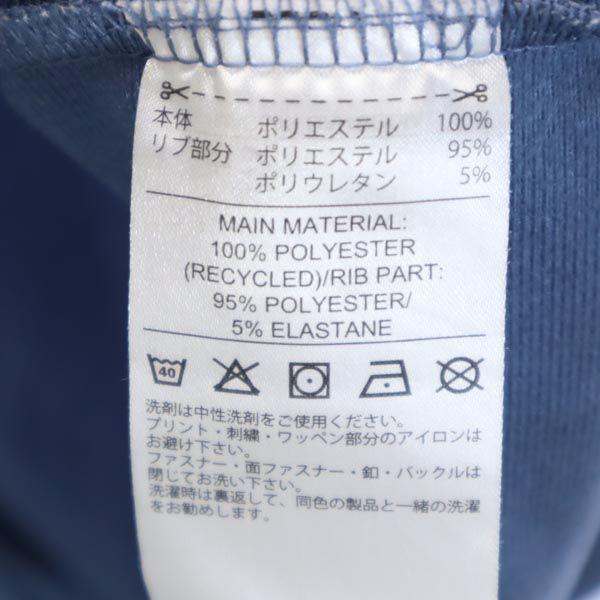 本体 ポリエステル 100%
リブ部分 ポリエステル 95%
ポリウレタン 5%
MAIN MATERIAL:
100% POLYESTER
(RECYCLED)/RIB PART:
95% POLYESTER/
5% ELASTANE
40
洗剤は中性洗剤をご使用ください。
プリント・刺繍・ワッペン部分のアイロンは
お避け下さい。
ファスナー・面ファスナー・釦・バックルは
閉じてお洗い下さい。
洗濯時は裏返して、同色の製品と一緒の洗濯
をお勧めします。